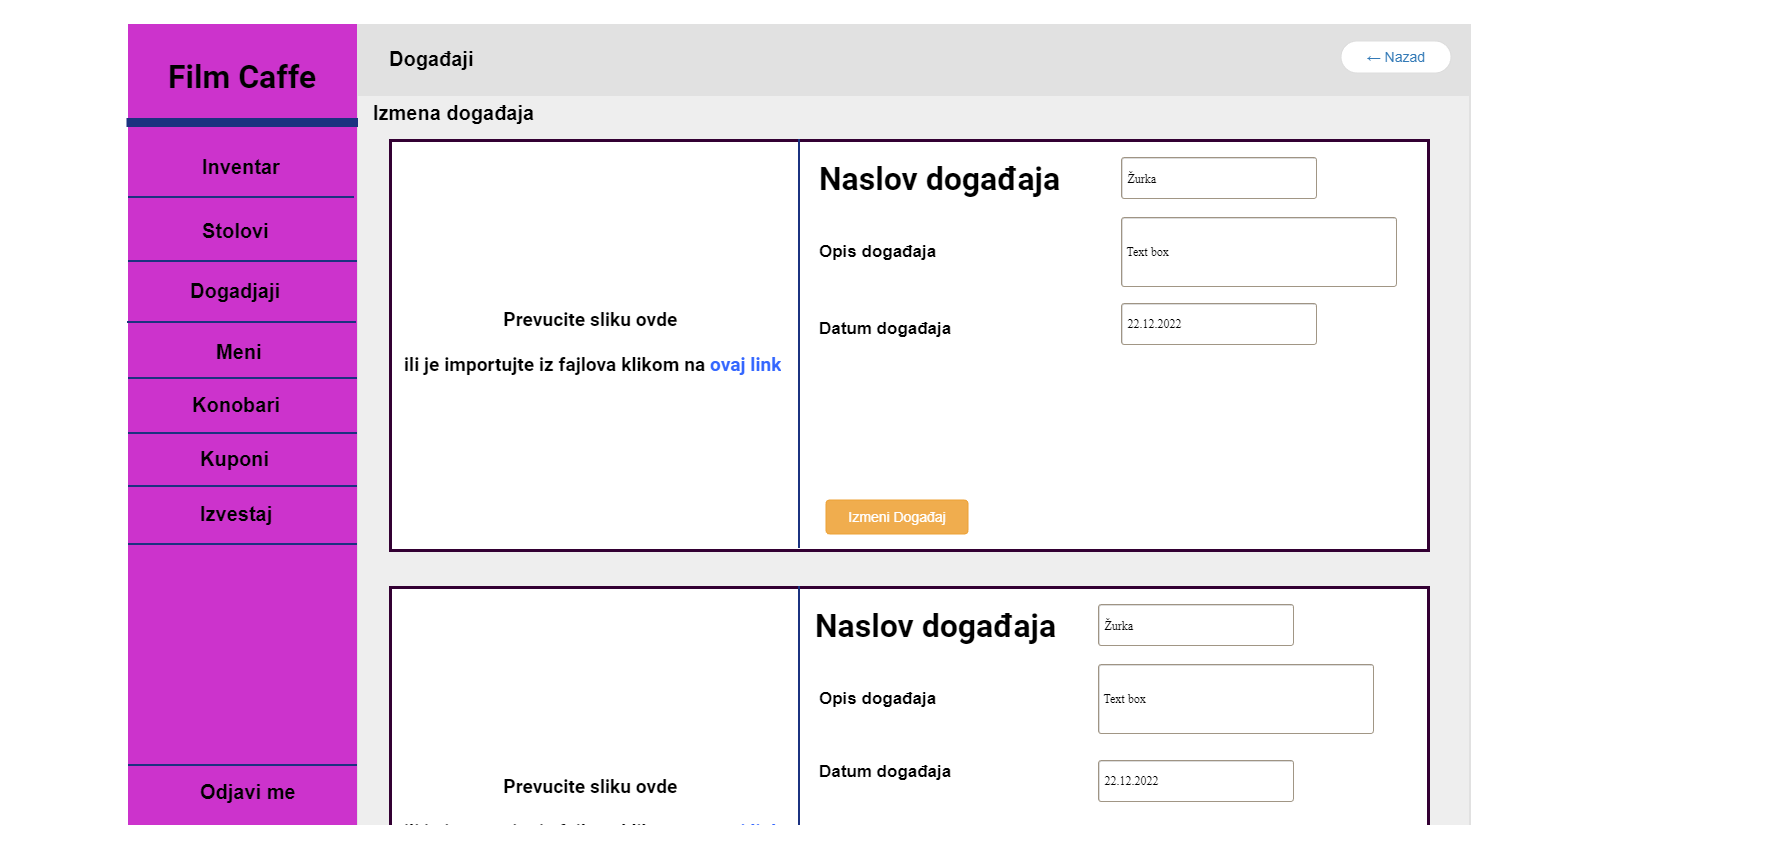 Film Caffe
Inventar
Stolovi
Dogadjaji
Meni
Konobari
Kuponi
Izvestaj
Odjavi me
Događaji
← Nazad
Izmena događaja
Prevucite sliku ovde
ili je importujte iz fajlova klikom na ovaj link
Naslov događaja
Žurka
Opis događaja
Text box
Datum događaja
22.12.2022
Izmeni Događaj
Prevucite sliku ovde
Naslov događaja
Žurka
Opis događaja
Text box
Datum događaja
22.12.2022